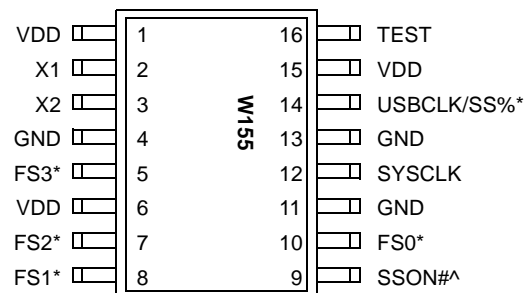 VDD 1 16 TEST
X1 2 15 VDD
X2 3 14 USBCLK/SS%*
GND 4 13 GND
FS3* 5 12 SYSCLK
VDD 6 11 GND
FS2* 7 10 FS0*
FS1* 8 9 SSON#^
W155